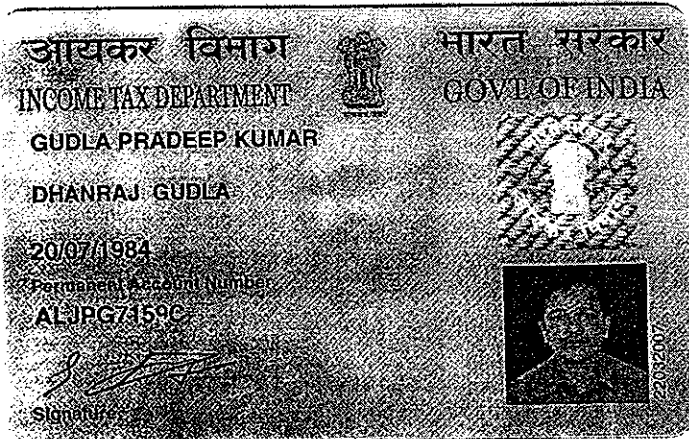 आयकर विभाग
INCOME TAX DEPARTMENT
भारत सरकार
GOVT. OF INDIA
GUDLA PRADEEP KUMAR
DHANRAJ GUDLA
20/07/1984
Permanent Account Number
ALJPG7159C
Signature
22032007